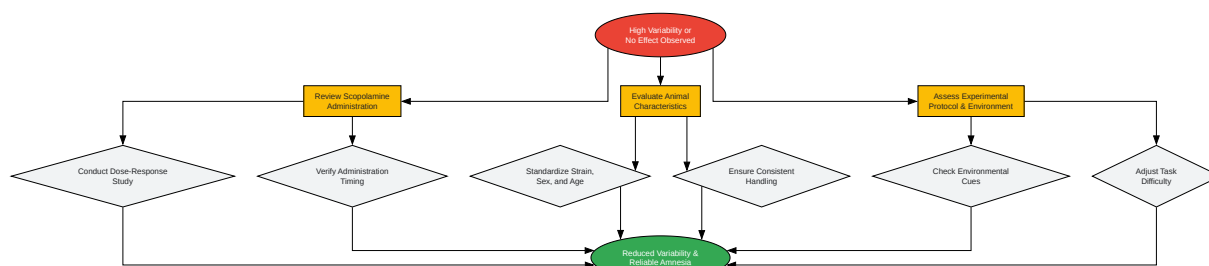 High Variability or
No Effect Observed
Review Scopolamine
Administration
Evaluate Animal
Characteristics
Assess Experimental
Protocol & Environment
Conduct Dose-Response
Study
Verify Administration
Timing
Standardize Strain,
Sex, and Age
Ensure Consistent
Handling
Check Environmental
Cues
Adjust Task
Difficulty
Reduced Variability &
Reliable Amnesia